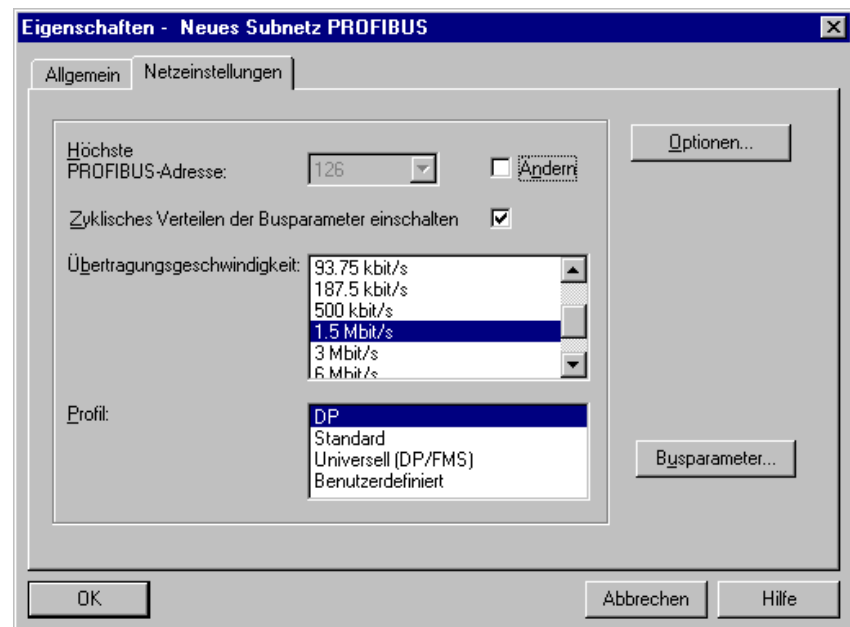 Eigenschaften - Neues Subnetz PROFIBUS
Allgemein
Netzeinstellungen
Höchste
PROFIBUS-Adresse:
126
Ändern
Optionen...
Zyklisches Verteilen der Busparameter einschalten
Übertragungsgeschwindigkeit:
93.75 kbit/s
187.5 kbit/s
500 kbit/s
1.5 Mbit/s
3 Mbit/s
6 Mbit/s
Profil:
DP
Standard
Universell (DP/FMS)
Benutzerdefiniert
Busparameter...
OK
Abbrechen
Hilfe